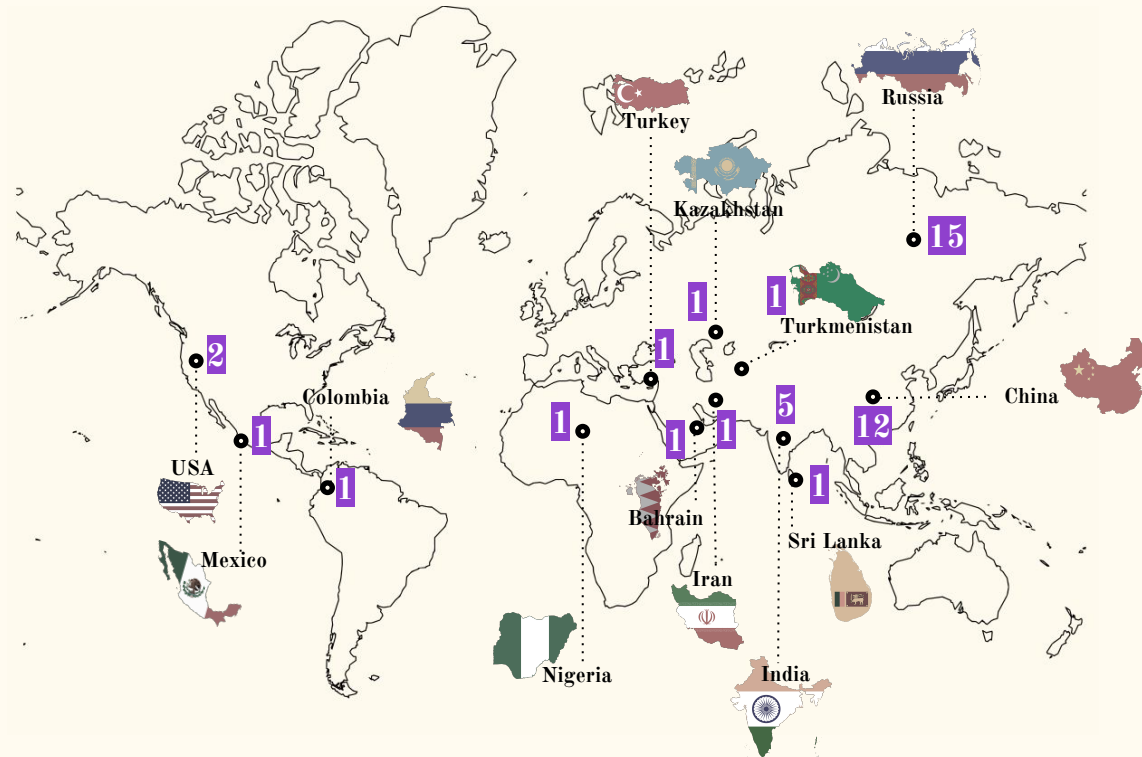 Russia
Turkey
Kazakhstan
15
1
1
Turkmenistan
1
2
Colombia
China
5
1
1
12
1
1
USA
1
1
Bahrain
Sri Lanka
Mexico
Iran
Nigeria
India